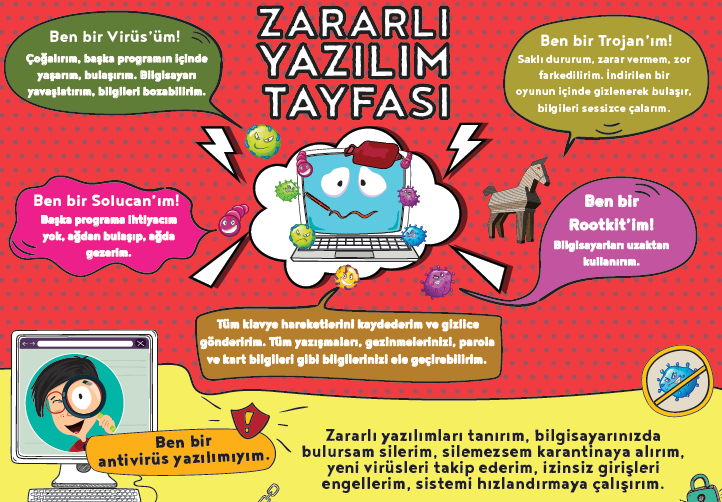 ZARARLI
YAZILIM
TAYFASI
Ben bir Virüs’üm!
Çoğalırım, başka programın içinde
yaşarım, bulaşırım. Bilgisayarı
yavaşlatırım, bilgileri bozabilirim.
Ben bir Trojan’ım!
Saklı dururum, zarar vermem, zor
farkedilirim. İndirilen bir
oyunun içinde gizlenerek bulaşır,
bilgileri sessizce çalarım.
Ben bir Solucan’ım!
Başka programa ihtiyacım
yok, ağdan bulaşıp, ağda
gezerim.
Ben bir
Rootkit’im!
Bilgisayarları uzaktan
kullanırım.
Tüm klavye hareketlerini kaydederim ve gizlice
gönderirim. Tüm yazışmaları, gezinmelerinizi, parola
ve kart bilgileri gibi bilgilerinizi ele geçirebilirim.
Ben bir
antivirüs yazılımıyım.
Zararlı yazılımları tanırım, bilgisayarınızda
bulursam silerim, silemezsem karantinaya alırım,
yeni virüsleri takip ederim, izinsiz girişleri
engellerim, sistemi hızlandırmaya çalışırım.